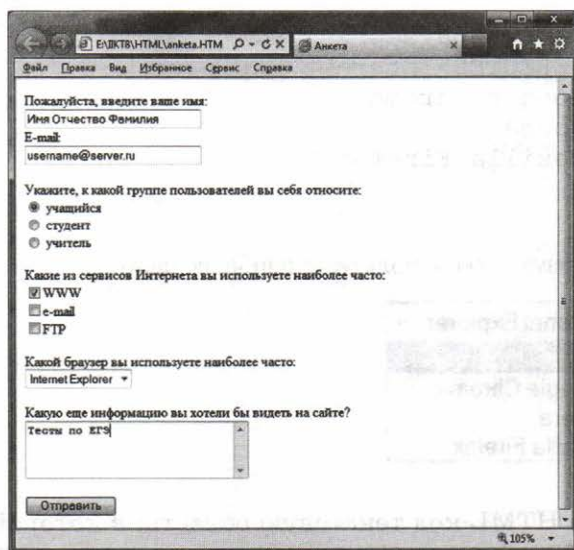 E:\IKT8\HTML\anketa.HTM
Анкета
Файл Правка Вид Избранное Сервис Справка
Пожалуйста, введите ваше имя:
Имя Отчество Фамилия
E-mail:
username@server.ru
Укажите, к какой группе пользователей вы себя относите:
учащийся
студент
учитель
Какие из сервисов Интернета вы используете наиболее часто:
WWW
e-mail
FTP
Какой браузер вы используете наиболее часто:
Internet Explorer
Какую еще информацию вы хотели бы видеть на сайте?
Тесты по ЕГЭ
Отправить
105%